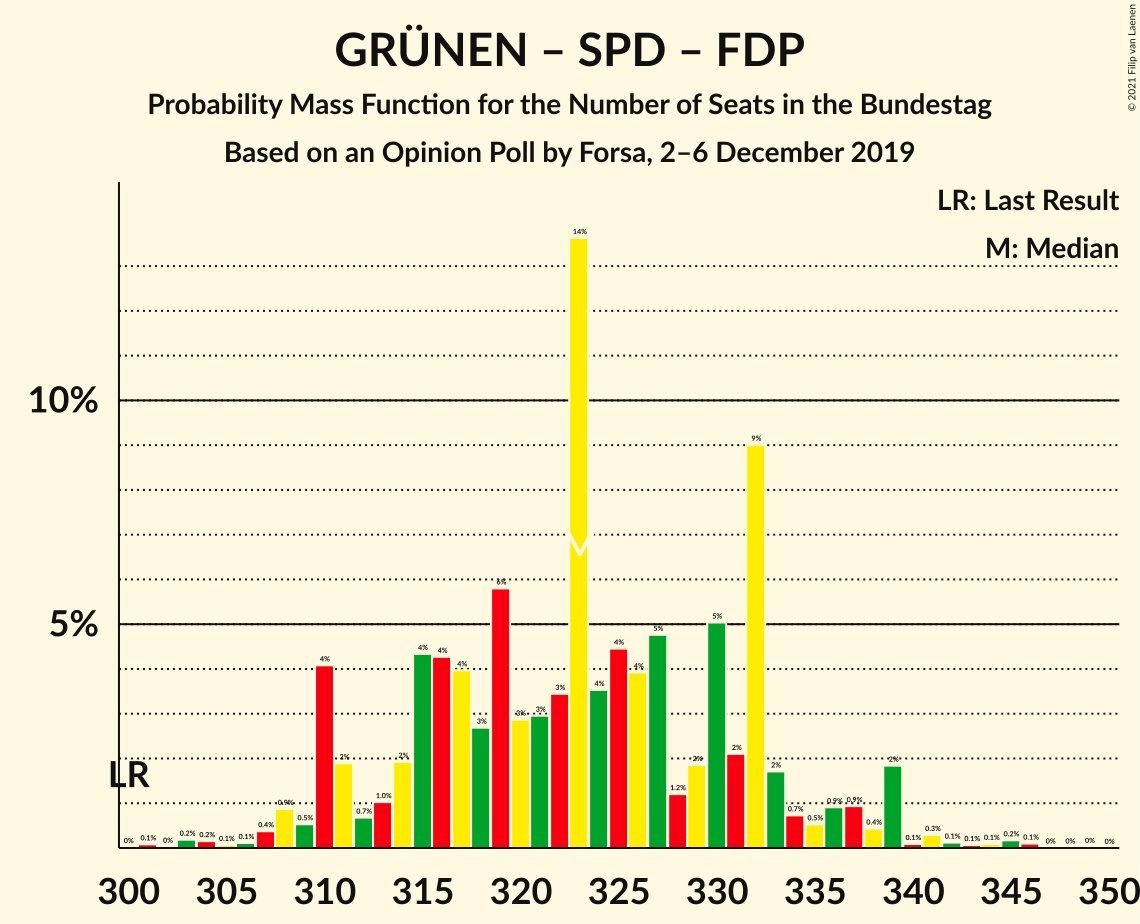 GRÜNEN – SPD – FDP
Probability Mass Function for the Number of Seats in the Bundestag
Based on an Opinion Poll by Forsa, 2–6 December 2019
© 2021 Filip van Laenen
LR: Last Result
M: Median
10%
5%
LR
M
0% 0.1% 0% 0.2% 0.2% 0.1% 0.1% 0.4% 0.9% 0.5% 4% 2% 0.7% 1.0% 2% 4% 4% 4% 3% 6% 3% 3% 3% 14% 4% 4% 4% 5% 1.2% 2% 5% 2% 9% 2% 0.7% 0.5% 0.9% 0.9% 0.4% 2% 0.1% 0.3% 0.1% 0.1% 0.1% 0.2% 0.1% 0% 0% 0% 0%
300 305 310 315 320 325 330 335 340 345 350